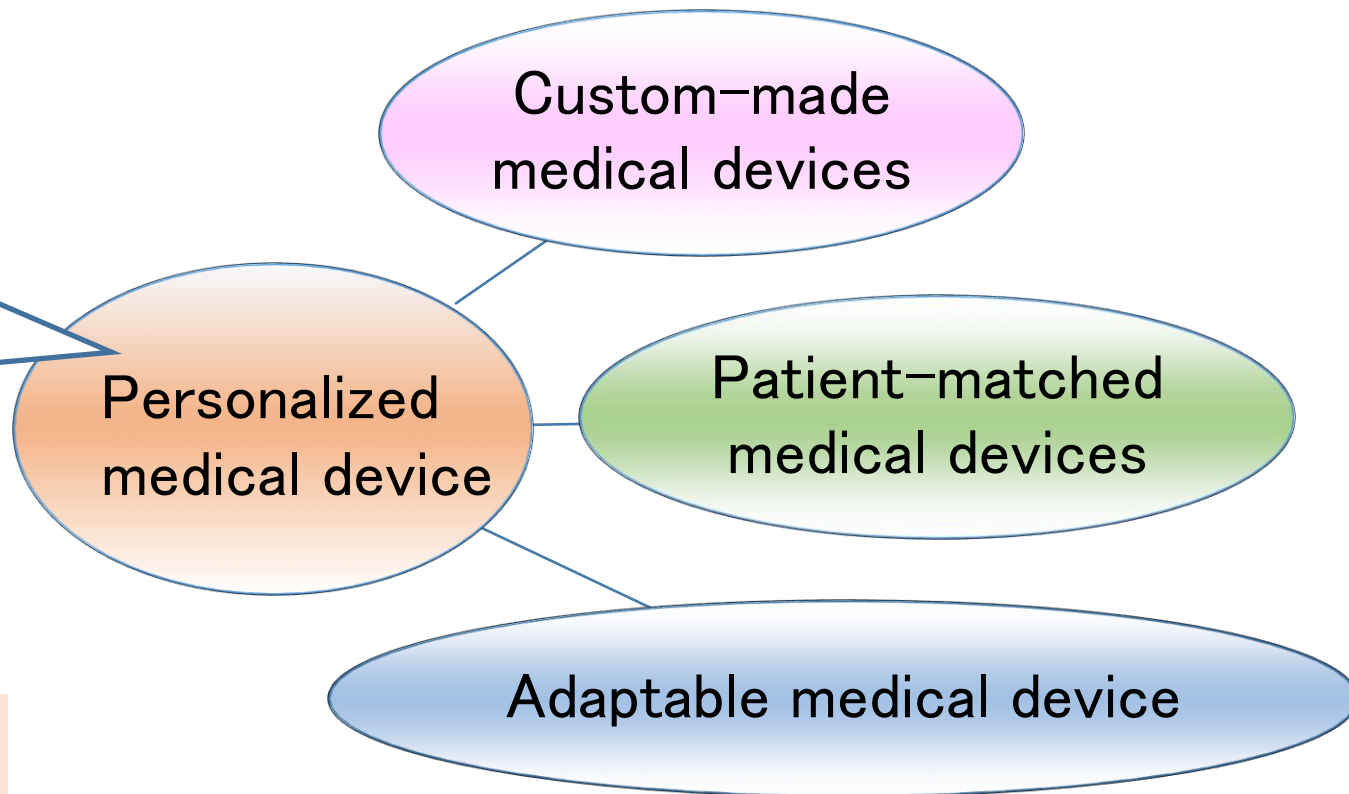 Custom-made
medical devices
Patient-matched
medical devices
Personalized
medical device
Adaptable medical device